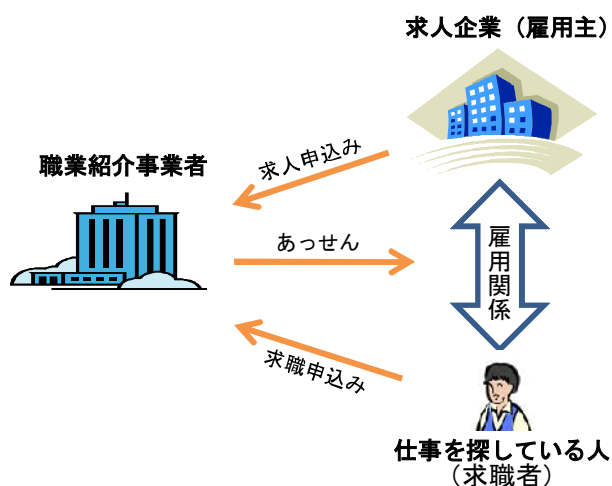 求人企業（雇用主）
職業紹介事業者
求人申込み
あっせん
雇用関係
求職申込み
仕事を探している人
（求職者）